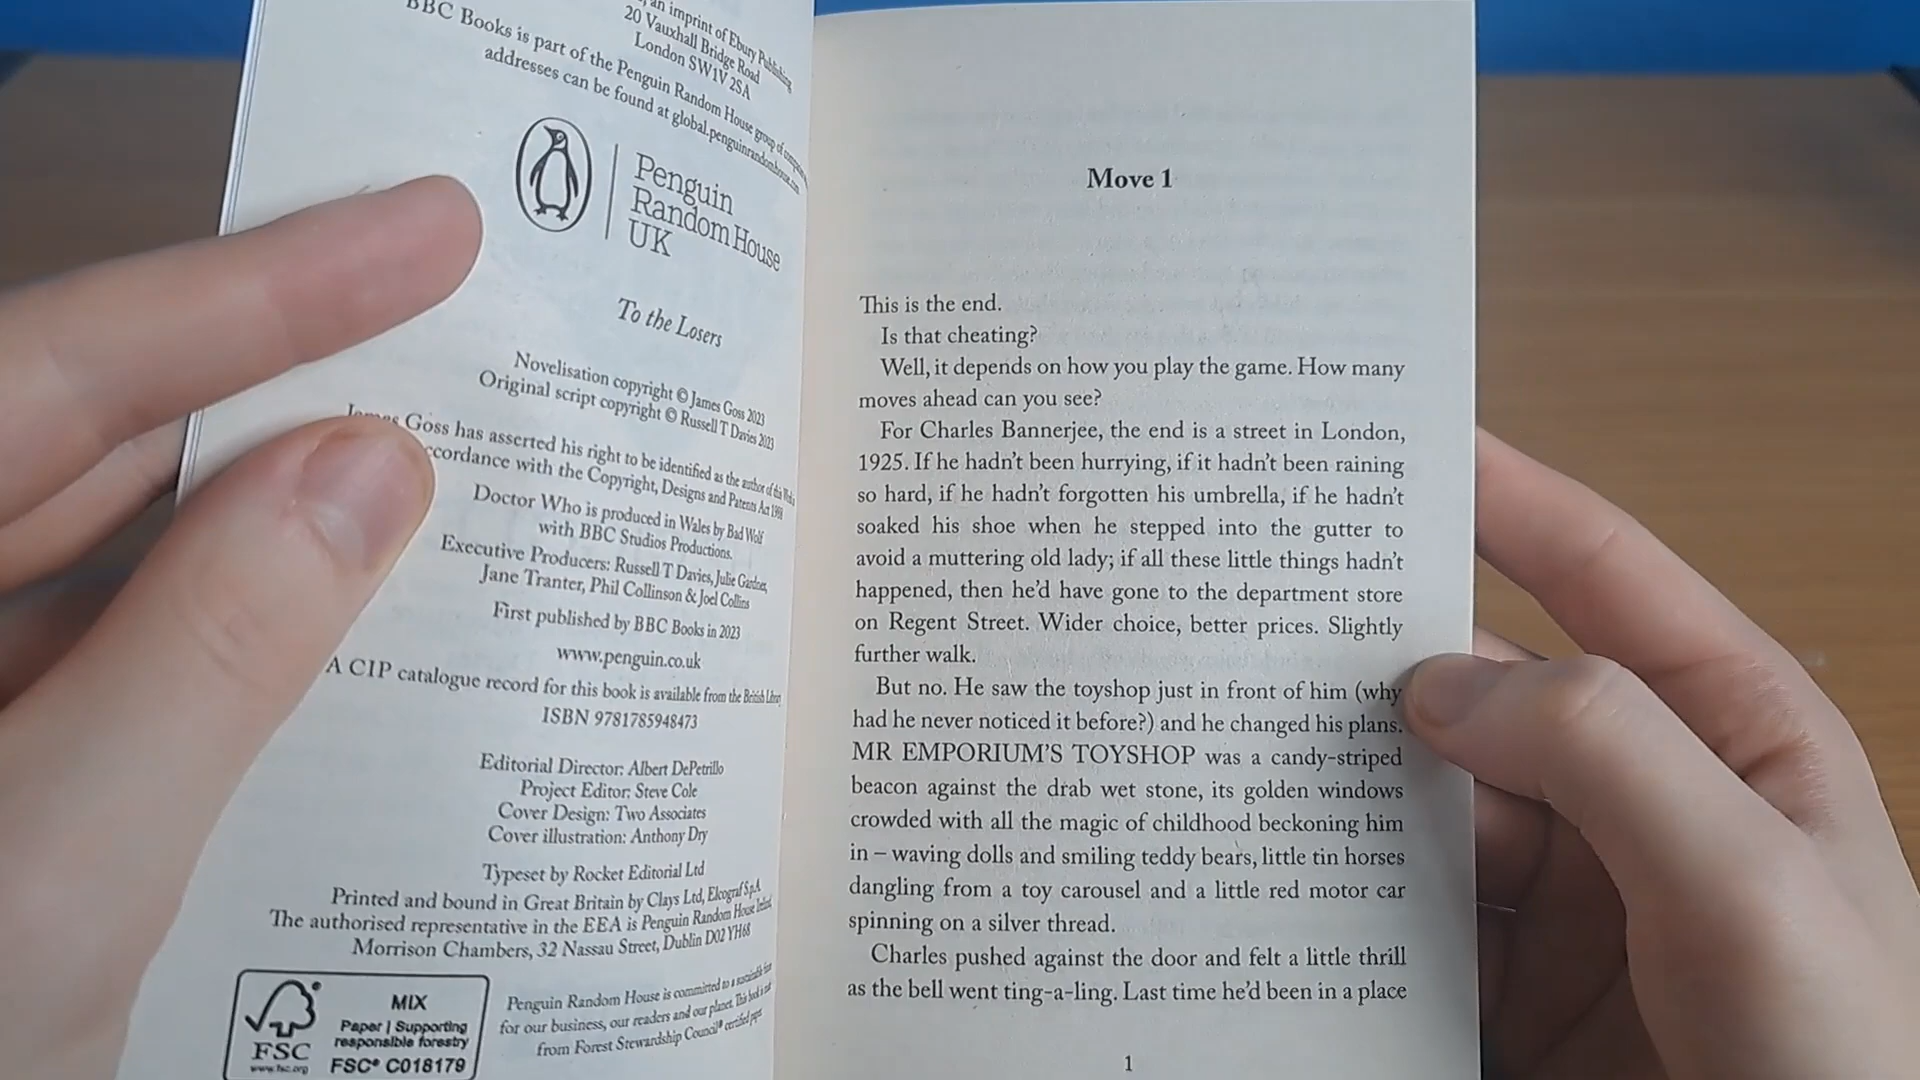 an imprint of Ebury Publishing
20 Vauxhall Bridge Road
London SW1V 2SA
BBC Books is part of the Penguin Random House group of
addresses can be found at global.penguinrandomhouse.com
Penguin
Random House
UK
To the Losers
Novelisation copyright © James Goss 2023
Original script copyright © Russell T Davies 2023
James Goss has asserted his right to be identified as the author of this Work
accordance with the Copyright, Designs and Patents Act 1988
Doctor Who is produced in Wales by Bad Wolf
with BBC Studios Productions.
Executive Producers: Russell T Davies, Julie Gardner,
Jane Tranter, Phil Collinson & Joel Collins
First published by BBC Books in 2023
www.penguin.co.uk
A CIP catalogue record for this book is available from the British Library
ISBN 9781785948473
Editorial Director: Albert DePetrillo
Project Editor: Steve Cole
Cover Design: Two Associates
Cover illustration: Anthony Dry
Typeset by Rocket Editorial Ltd
Printed and bound in Great Britain by Clays Ltd, Elcograf S.p.A
The authorised representative in the EEA is Penguin Random House Ireland,
Morrison Chambers, 32 Nassau Street, Dublin D02 YH68
FSC
www.fsc.org
MIX
Paper | Supporting
responsible forestry
FSC® C018179
Penguin Random House is committed to a sustainable future
for our business, our readers and our planet. This book is made
from Forest Stewardship Council® certified paper.
Move 1
This is the end.
Is that cheating?
Well, it depends on how you play the game. How many
moves ahead can you see?
For Charles Bannerjee, the end is a street in London,
1925. If he hadn't been hurrying, if it hadn't been raining
so hard, if he hadn't forgotten his umbrella, if he hadn't
soaked his shoe when he stepped into the gutter to
avoid a muttering old lady; if all these little things hadn't
happened, then he'd have gone to the department store
on Regent Street. Wider choice, better prices. Slightly
further walk.
But no. He saw the toyshop just in front of him (why
had he never noticed it before?) and he changed his plans.
MR EMPORIUM'S TOYSHOP was a candy-striped
beacon against the drab wet stone, its golden windows
crowded with all the magic of childhood beckoning him
in – waving dolls and smiling teddy bears, little tin horses
dangling from a toy carousel and a little red motor car
spinning on a silver thread.
Charles pushed against the door and felt a little thrill
as the bell went ting-a-ling. Last time he'd been in a place
1